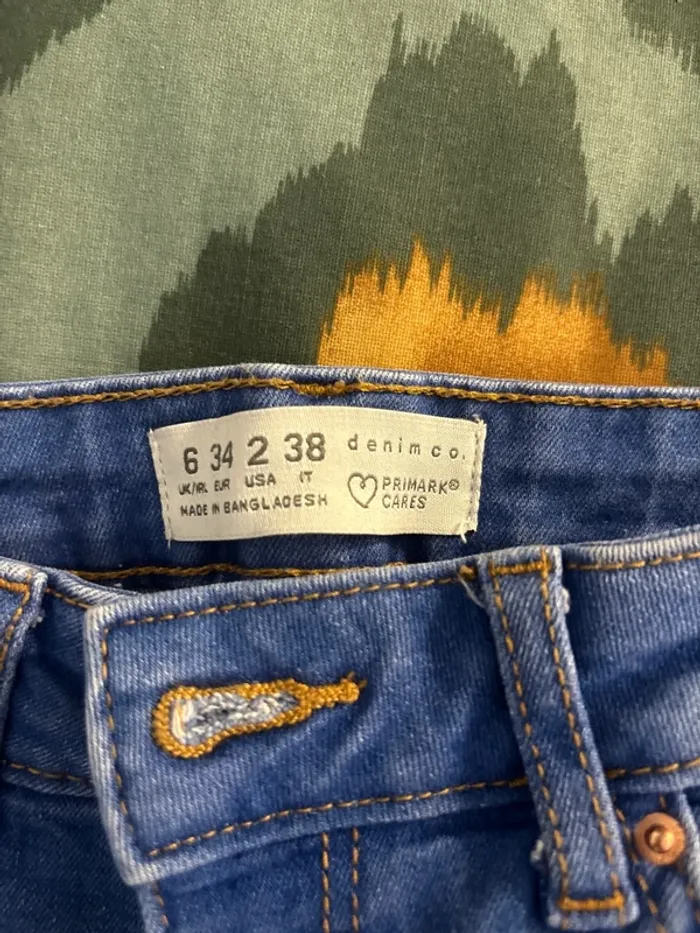 6 34 2 38
UK/IRL EUR USA IT
MADE IN BANGLADESH
denim co.
PRIMARK®
CARES